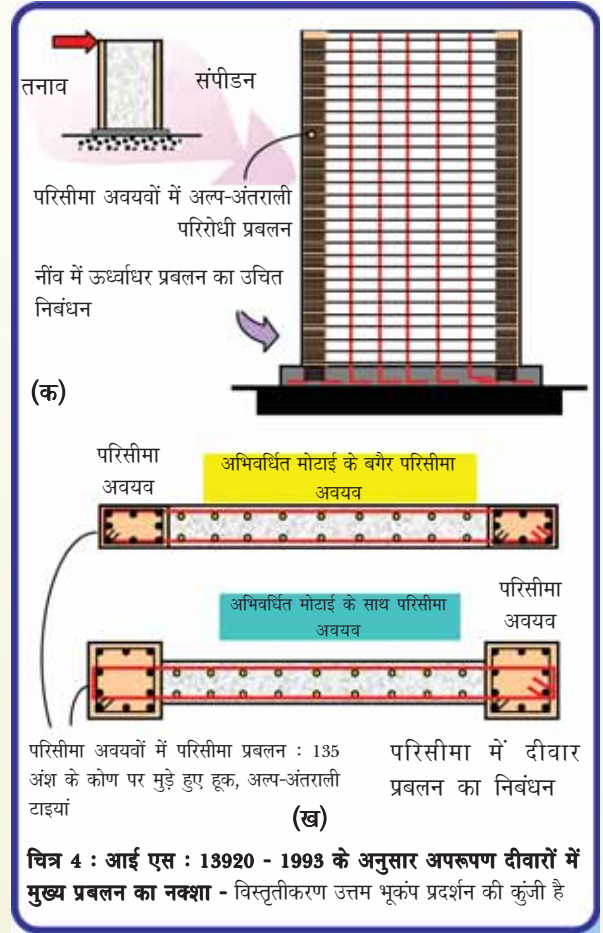 तनाव
संपीडन
परिसीमा अवयवों में अल्प-अंतराली
परिरोधी प्रबलन
नींव में ऊर्ध्वाधर प्रबलन का उचित
निबंधन
(क)
परिसीमा
अवयव
अभिवर्धित मोटाई के बगैर परिसीमा
अवयव
अभिवर्धित मोटाई के साथ परिसीमा
अवयव
परिसीमा
अवयव
परिसीमा अवयवों में परिसीमा प्रबलन : 135
अंश के कोण पर मुड़े हुए हूक, अल्प-अंतराली
टाइयां
परिसीमा में दीवार
प्रबलन का निबंधन
(ख)
चित्र 4 : आई एस : 13920 - 1993 के अनुसार अपरूपण दीवारों में
मुख्य प्रबलन का नक्शा - विस्तृतीकरण उत्तम भूकंप प्रदर्शन की कुंजी है